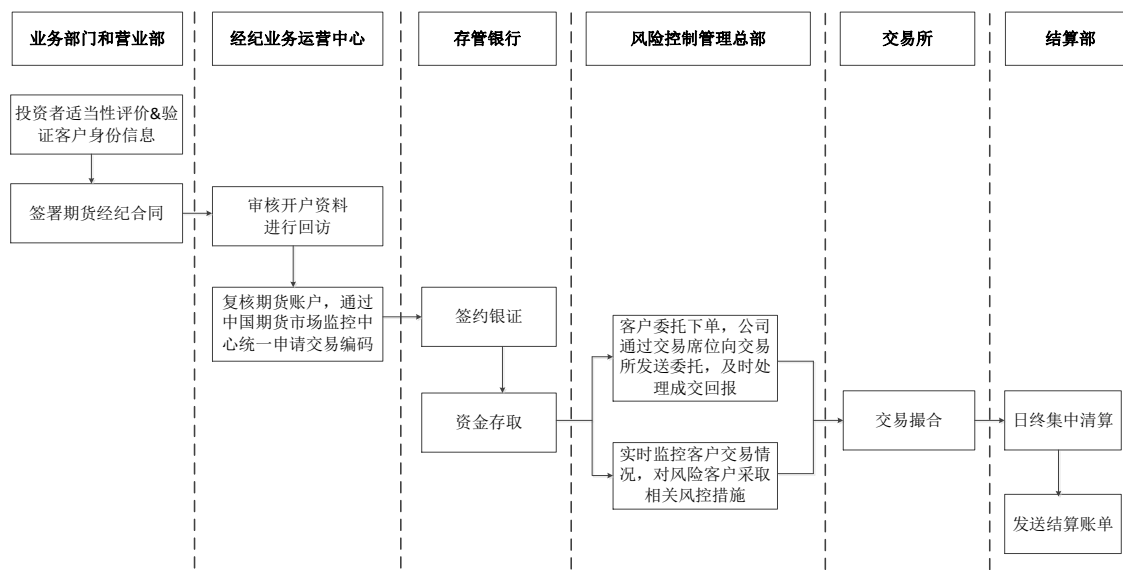 业务部门和营业部
经纪业务运营中心
存管银行
风险控制管理总部
交易所
结算部
投资者适当性评价&验
证客户身份信息
签署期货经纪合同
审核开户资料
进行回访
复核期货账户，通过
中国期货市场监控中
心统一申请交易编码
签约银证
资金存取
客户委托下单，公司
通过交易席位向交易
所发送委托，及时处
理成交回报
实时监控客户交易情
况，对风险客户采取
相关风控措施
交易撮合
日终集中清算
发送结算账单